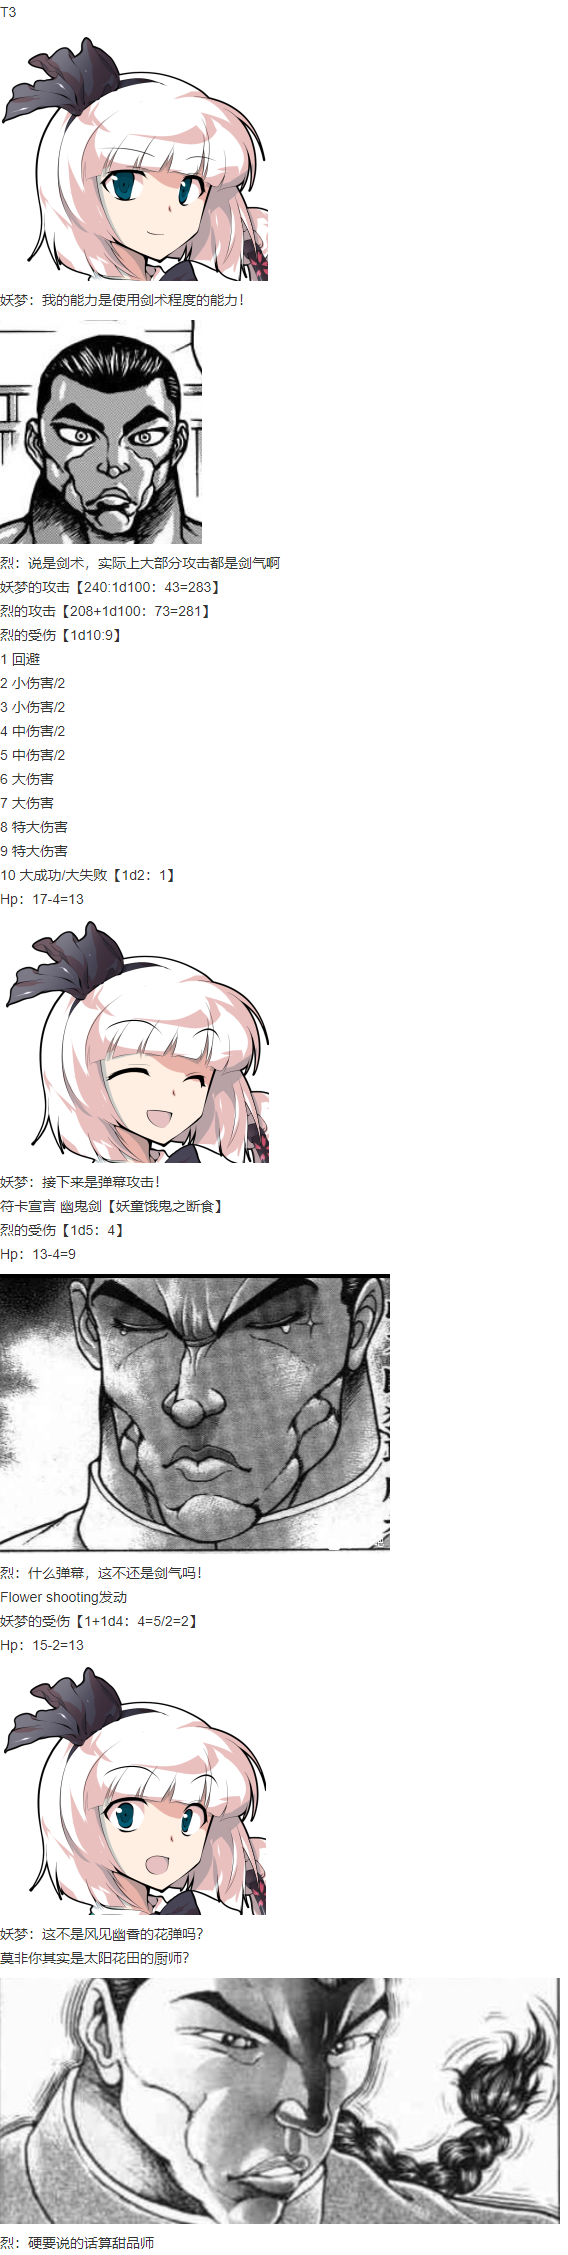 T3
妖梦：我的能力是使用剑术程度的能力！
烈：说是剑术，实际上大部分攻击都是剑气啊
妖梦的攻击【240:1d100：43=283】
烈的攻击【208+1d100：73=281】
烈的受伤【1d10:9】
1 回避
2 小伤害/2
3 小伤害/2
4 中伤害/2
5 中伤害/2
6 大伤害
7 大伤害
8 特大伤害
9 特大伤害
10 大成功/大失败【1d2：1】
Hp：17-4=13
妖梦：接下来是弹幕攻击！
符卡宣言 幽鬼剑【妖童饿鬼之断食】
烈的受伤【1d5：4】
Hp：13-4=9
烈：什么弹幕，这不还是剑气吗！
Flower shooting发动
妖梦的受伤【1+1d4：4=5/2=2】
Hp：15-2=13
妖梦：这不是风见幽香的花弹吗？
莫非你其实是太阳花田的厨师？
烈：硬要说的话算甜品师